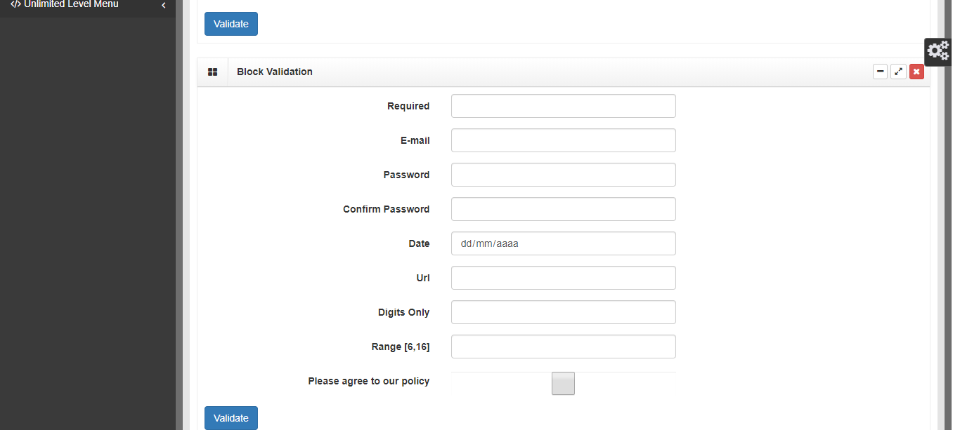 </> Unlimited Level Menu
Validate
Block Validation
Required
E-mail
Password
Confirm Password
Date
dd/mm/aaaa
Url
Digits Only
Range [6,16]
Please agree to our policy
Validate